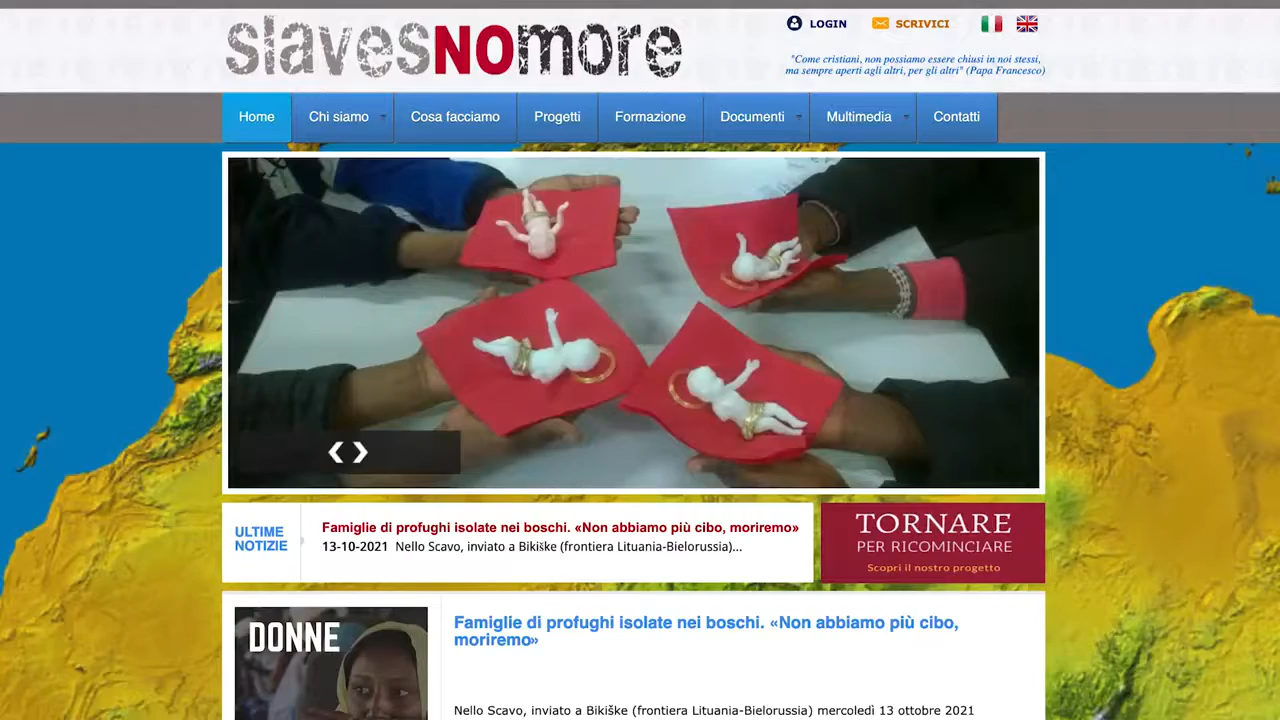 slavesNOmore
LOGIN
SCRIVICI
"Come cristiani, non possiamo essere chiusi in noi stessi,
ma sempre aperti agli altri, per gli altri" (Papa Francesco)
Home
Chi siamo
Cosa facciamo
Progetti
Formazione
Documenti
Multimedia
Contatti
ULTIME
NOTIZIE
Famiglie di profughi isolate nei boschi. «Non abbiamo più cibo, moriremo»
13-10-2021 Nello Scavo, inviato a Bikiške (frontiera Lituania-Bielorussia)...
TORNARE
PER RICOMINCIARE
Scopri il nostro progetto
DONNE
Famiglie di profughi isolate nei boschi. «Non abbiamo più cibo,
moriremo»
Nello Scavo, inviato a Bikiške (frontiera Lituania-Bielorussia) mercoledì 13 ottobre 2021